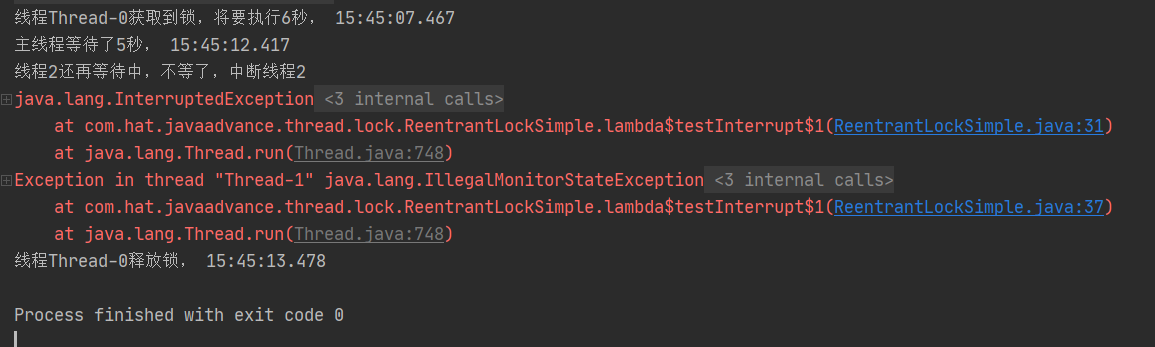 线程Thread-0获取到锁，将要执行6秒， 15:45:07.467
主线程等待了5秒， 15:45:12.417
线程2还再等待中，不等了，中断线程2
java.lang.InterruptedException <3 internal calls>
at com.hat.javaadvance.thread.lock.ReentrantLockSimple.lambda$testInterrupt$1(ReentrantLockSimple.java:31)
at java.lang.Thread.run(Thread.java:748)
Exception in thread "Thread-1" java.lang.IllegalMonitorStateException <3 internal calls>
at com.hat.javaadvance.thread.lock.ReentrantLockSimple.lambda$testInterrupt$1(ReentrantLockSimple.java:37)
at java.lang.Thread.run(Thread.java:748)
线程Thread-0释放锁， 15:45:13.478
Process finished with exit code 0